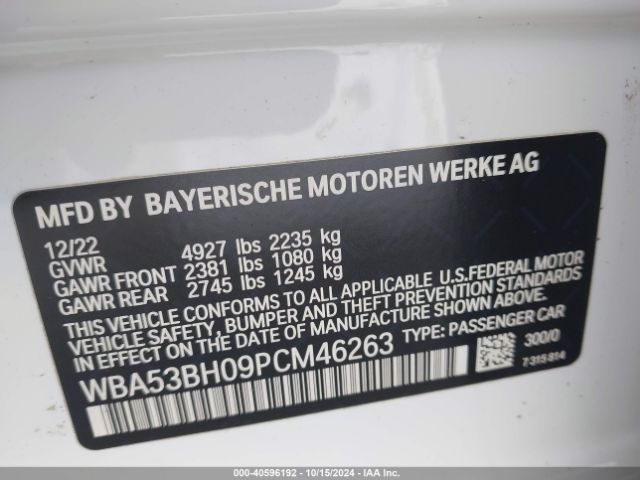 MFD BY BAYERISCHE MOTOREN WERKE AG
12/22
GVWR 4927 lbs 2235 kg
GAWR FRONT 2381 lbs 1080 kg
GAWR REAR 2745 lbs 1245 kg
THIS VEHICLE CONFORMS TO ALL APPLICABLE U.S.FEDERAL MOTOR
VEHICLE SAFETY, BUMPER AND THEFT PREVENTION STANDARDS
IN EFFECT ON THE DATE OF MANUFACTURE SHOWN ABOVE.
WBA53BH09PCM46263 TYPE: PASSENGER CAR
300/0
7 315 814
000-40596192 - 10/15/2024 - IAAI.com